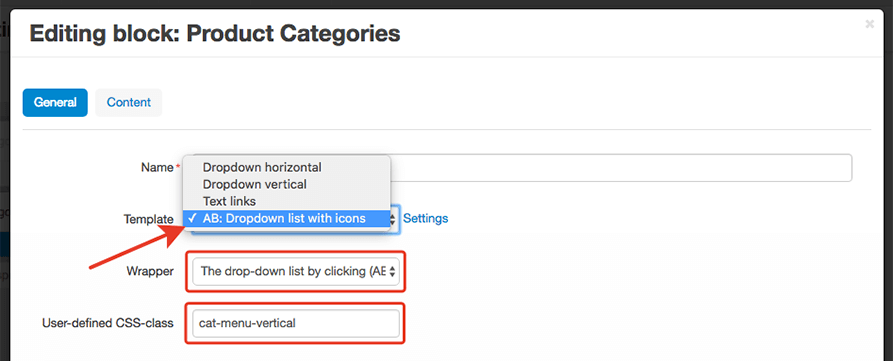 Editing block: Product Categories
×
General
Content
Name *
Dropdown horizontal
Dropdown vertical
Text links
Template ✓ AB: Dropdown list with icons Settings
Wrapper The drop-down list by clicking (AB
User-defined CSS-class cat-menu-vertical